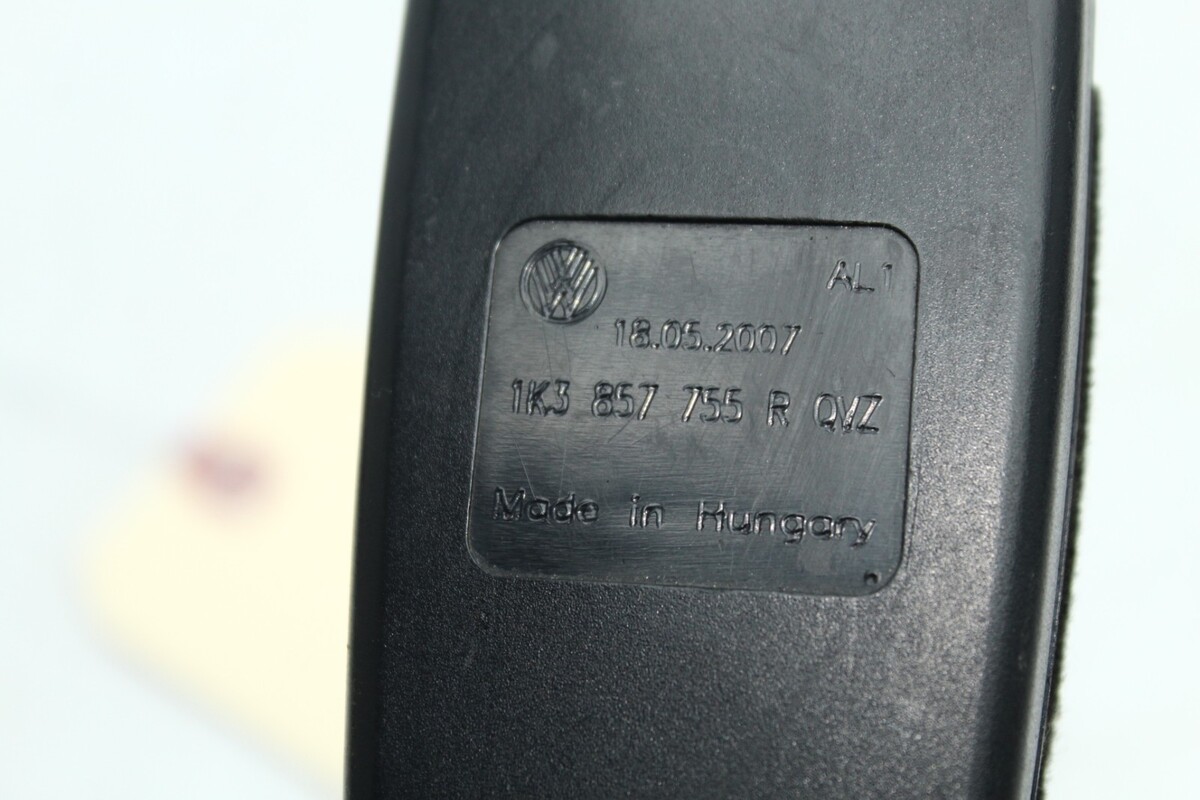 AL1
18.05.2007
1K3 857 755 R QVZ
Made in Hungary